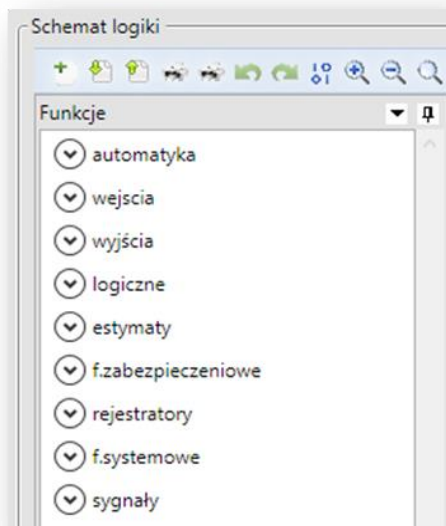 Schemat logiki
Funkcje
automatyka
wejscia
wyjścia
logiczne
estymaty
f.zabezpieczeniowe
rejestratory
f.systemowe
sygnały